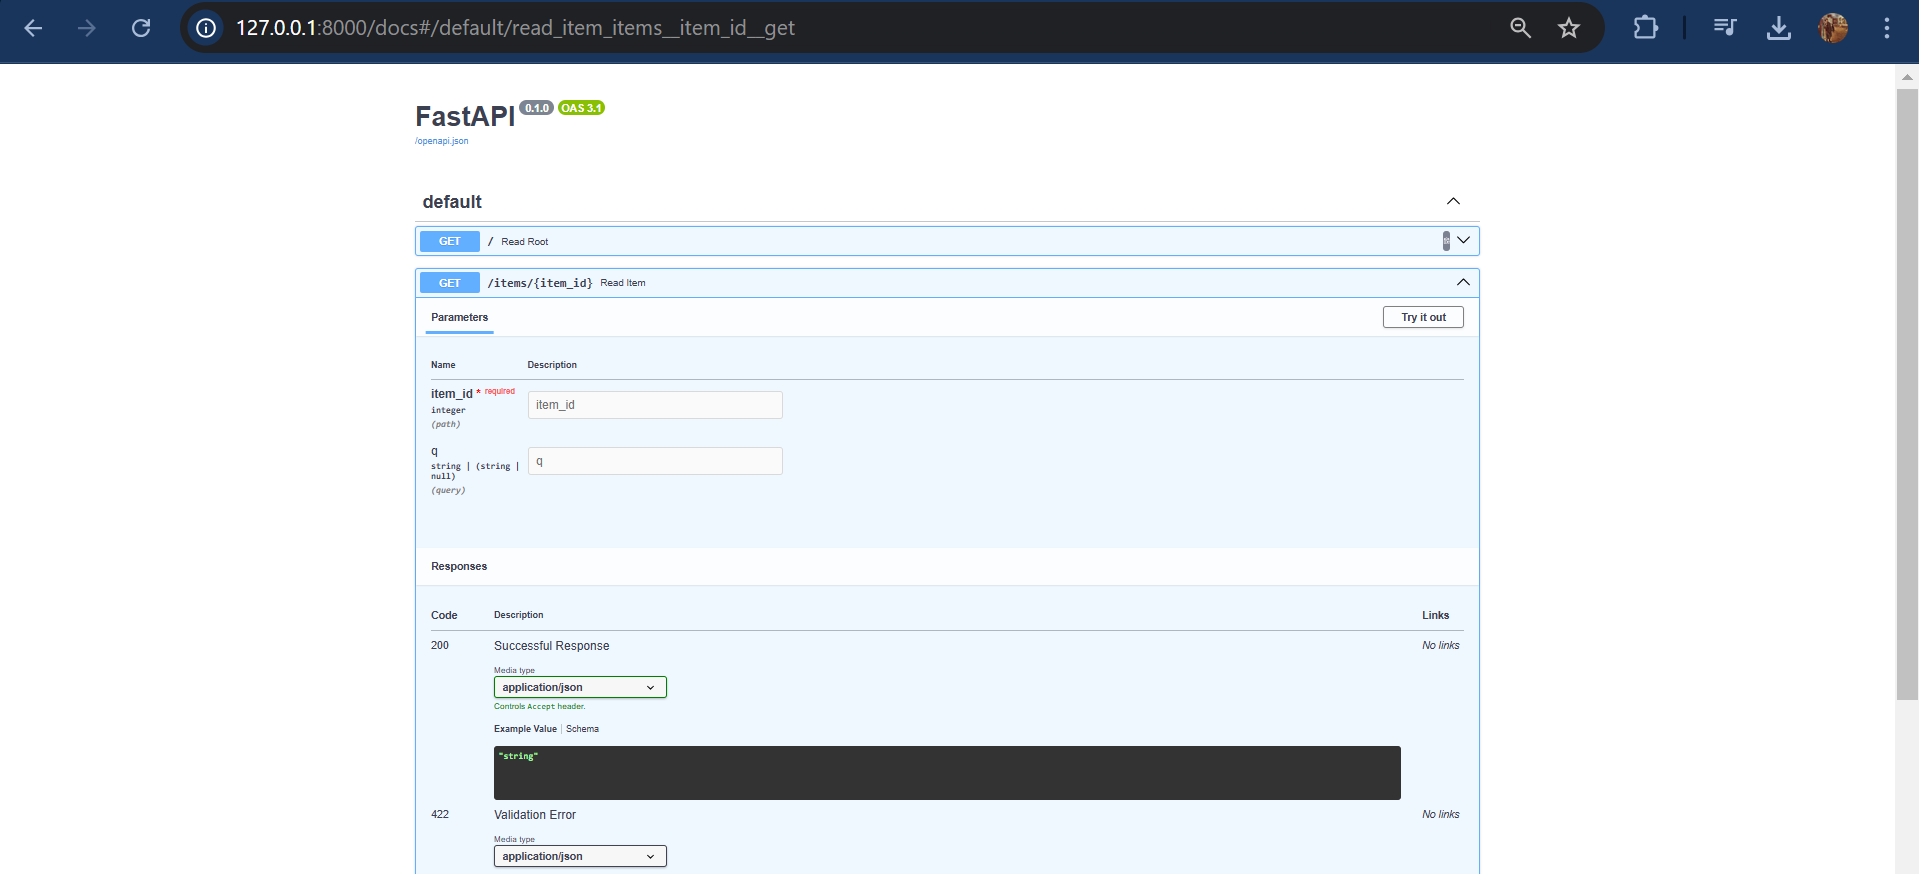 127.0.0.1:8000/docs#/default/read_item_items__item_id__get
FastAPI 0.1.0 OAS 3.1
/openapi.json
default
GET / Read Root
GET /items/{item_id} Read Item
Parameters
Try it out
Name Description
item_id * required
integer
(path)
item_id
q
string | (string |
null)
(query)
q
Responses
Code Description Links
200 Successful Response No links
Media type
application/json
Controls Accept header.
Example Value | Schema
"string"
422 Validation Error No links
Media type
application/json